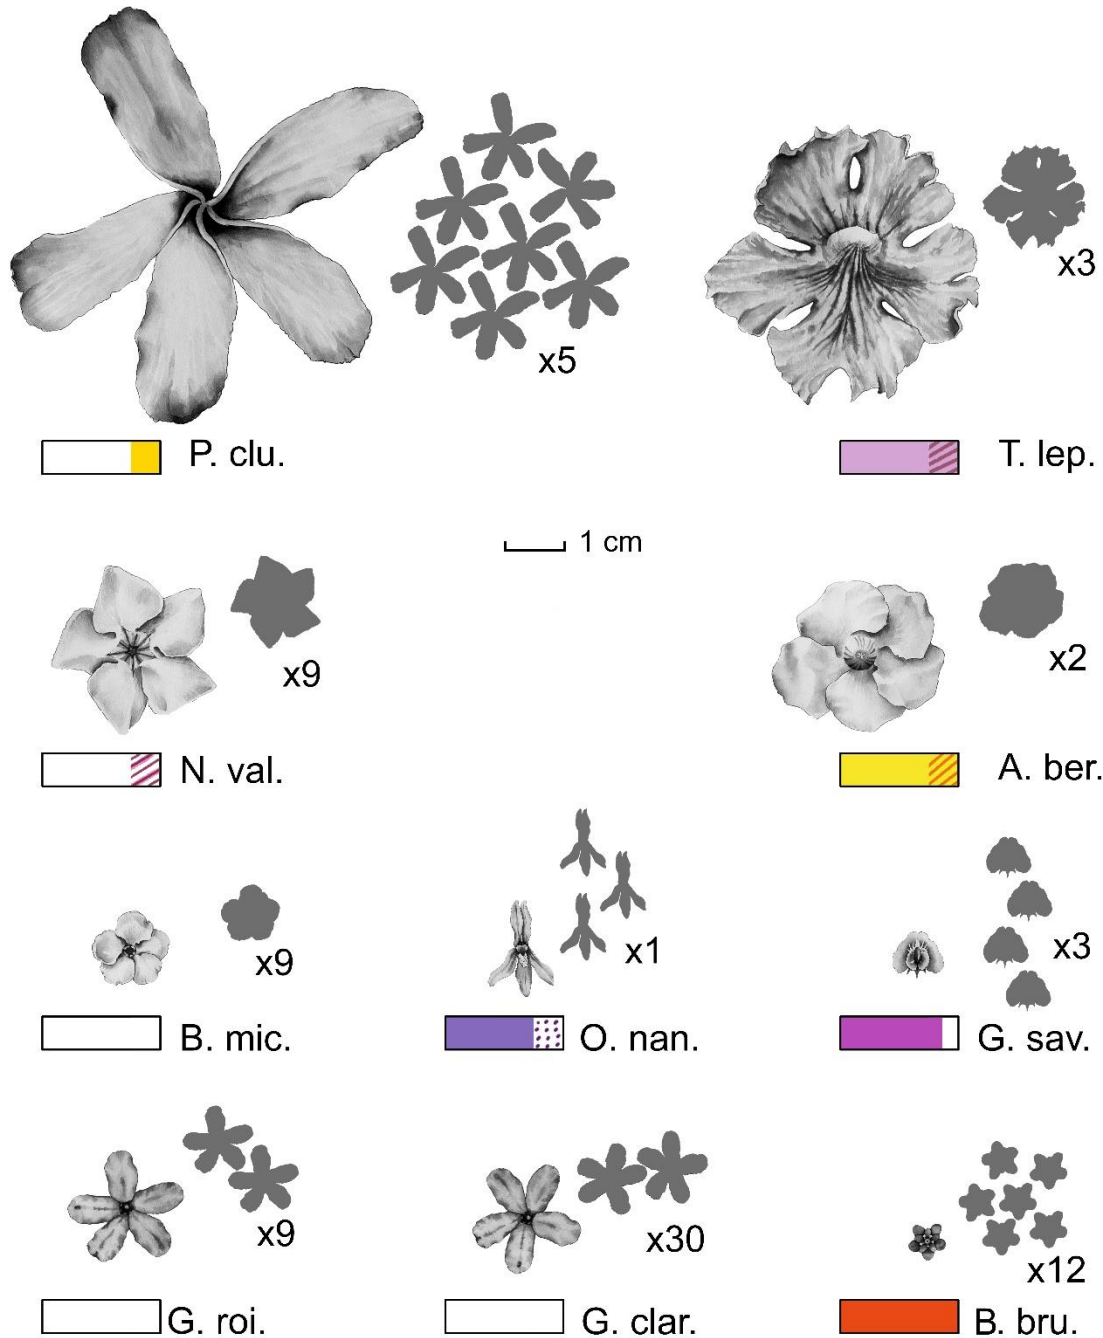 x5
x3
P. clu.
T. lep.
1 cm
x9
x2
N. val.
A. ber.
x9
x1
x3
B. mic.
O. nan.
G. sav.
x9
x30
x12
G. roi.
G. clar.
B. bru.